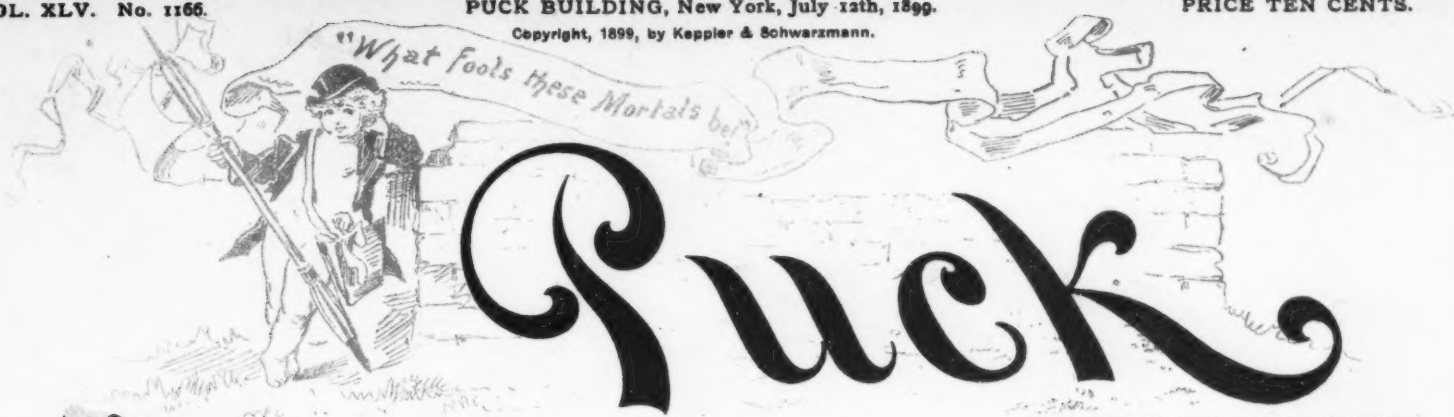 OL. XLV. No. 1166.
PUCK BUILDING, New York, July 12th, 1899.
PRICE TEN CENTS.
Copyright, 1899, by Keppler & Schwarzmann.
"What Fools these Mortals be!"
Puck